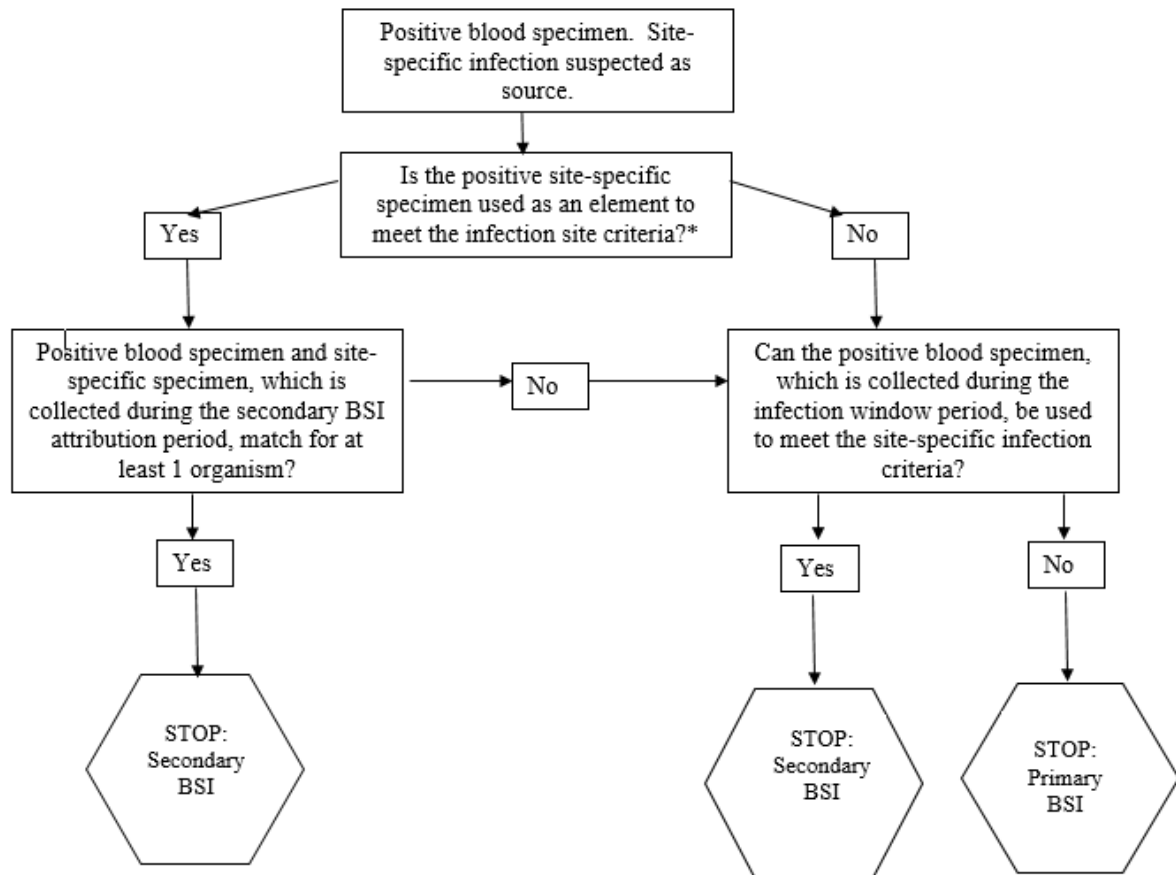 Positive blood specimen.  Site-
specific infection suspected as
source.
Is the positive site-specific
specimen used as an element to
meet the infection site criteria?*
Yes
No
Positive blood specimen and site-
specific specimen, which is
collected during the secondary BSI
attribution period, match for at
least 1 organism?
No
Can the positive blood specimen,
which is collected during the
infection window period, be used
to meet the site-specific infection
criteria?
Yes
Yes
No
STOP:
Secondary
BSI
STOP:
Secondary
BSI
STOP:
Primary
BSI